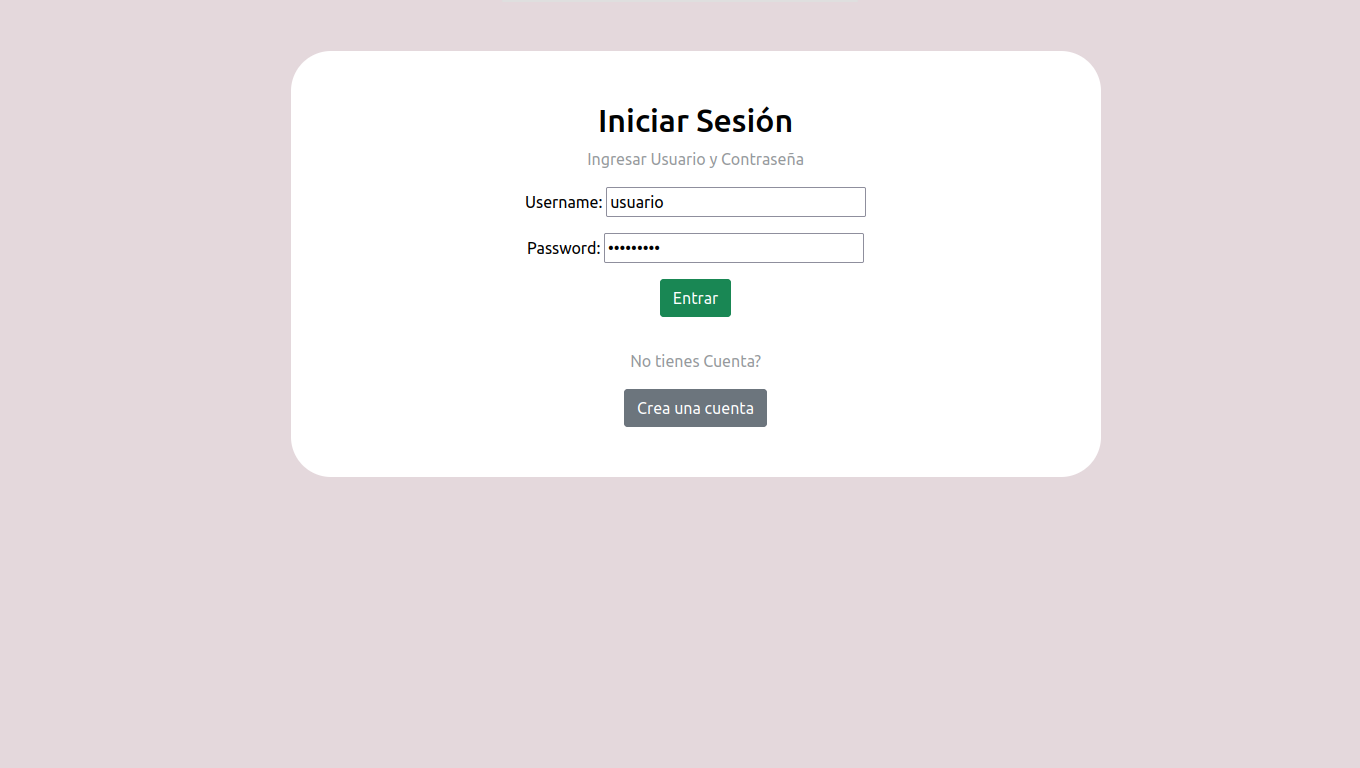 Iniciar Sesión
Ingresar Usuario y Contraseña
Username: usuario
Password: •••••••••
Entrar
No tienes Cuenta?
Crea una cuenta